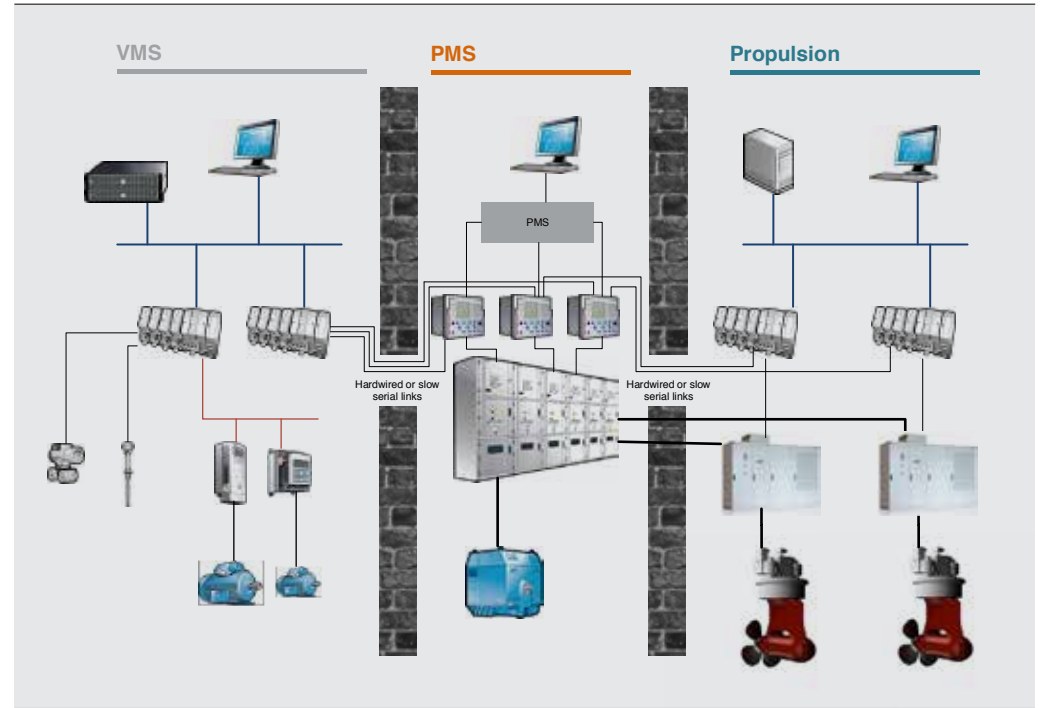 VMS
PMS
Propulsion
PMS
Hardwired or slow
serial links
Hardwired or slow
serial links